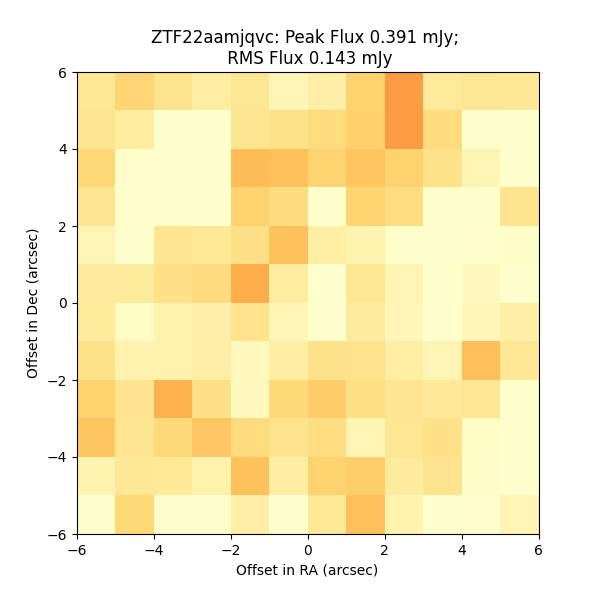 ZTF22aamjqvc: Peak Flux 0.391 mJy;
RMS Flux 0.143 mJy
6
4
2
0
−2
−4
−6
Offset in Dec (arcsec)
−6 −4 −2 0 2 4 6
Offset in RA (arcsec)